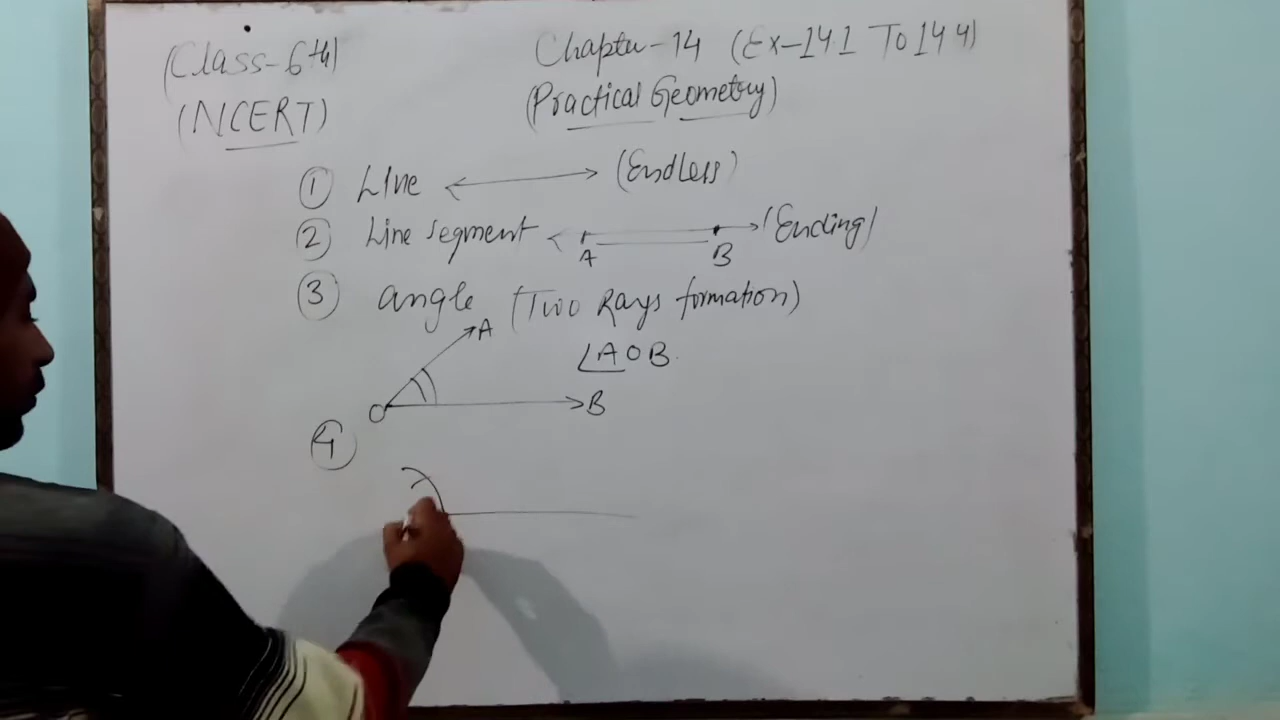 (Class-6th)
(NCERT)
Chapter-14 (Ex-14.1 To 14.4)
(Practical Geometry)
① Line (Endless)
② Line segment (Ending)
A B
③ angle (Two Rays formation)
A
∠AOB.
O B
④